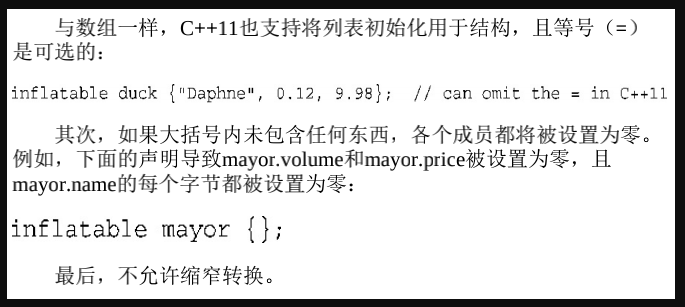 与数组一样，C++11也支持将列表初始化用于结构，且等号（=）
是可选的：
inflatable duck {"Daphne", 0.12, 9.98};  // can omit the = in C++11
其次，如果大括号内未包含任何东西，各个成员都将被设置为零。
例如，下面的声明导致mayor.volume和mayor.price被设置为零，且
mayor.name的每个字节都被设置为零：
inflatable mayor {};
最后，不允许缩窄转换。